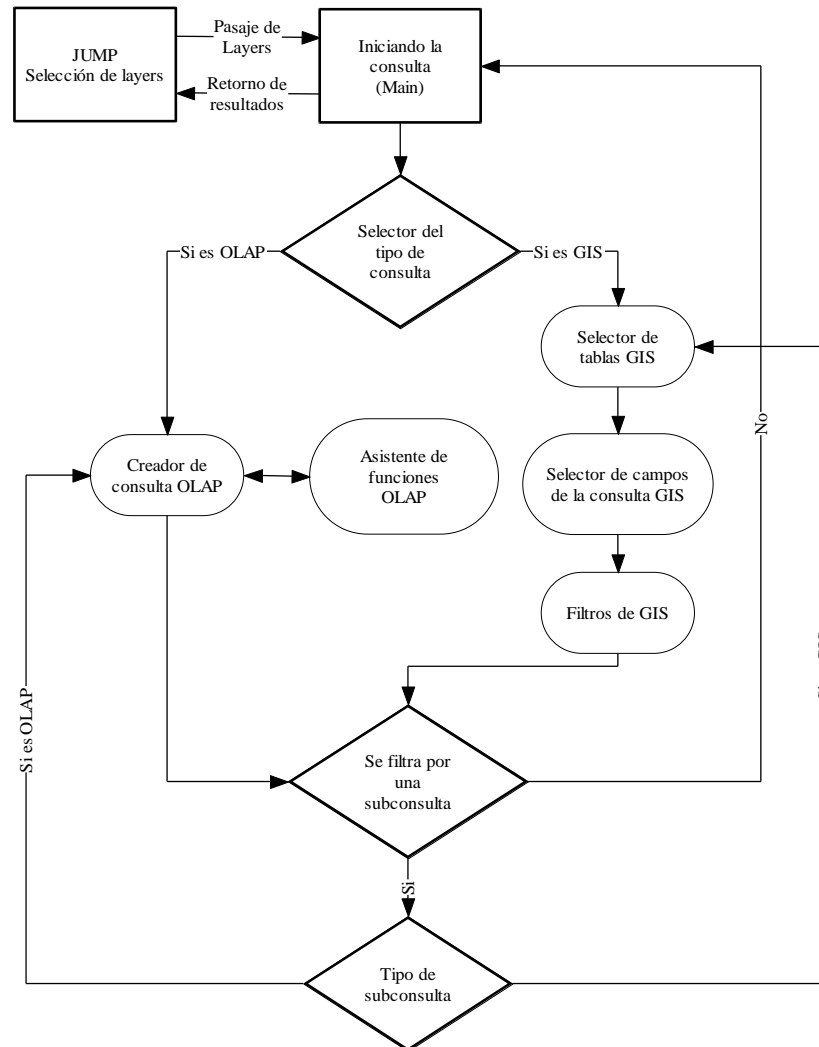 JUMP
Selección de layers
Pasaje de
Layers
Retorno de
resultados
Iniciando la
consulta
(Main)
Selector del
tipo de
consulta
Si es OLAP
Si es GIS
Selector de
tablas GIS
No
Creador de
consulta OLAP
Asistente de
funciones
OLAP
Selector de campos
de la consulta GIS
Filtros de GIS
Si es OLAP
Se filtra por
una
subconsulta
Si
Tipo de
subconsulta